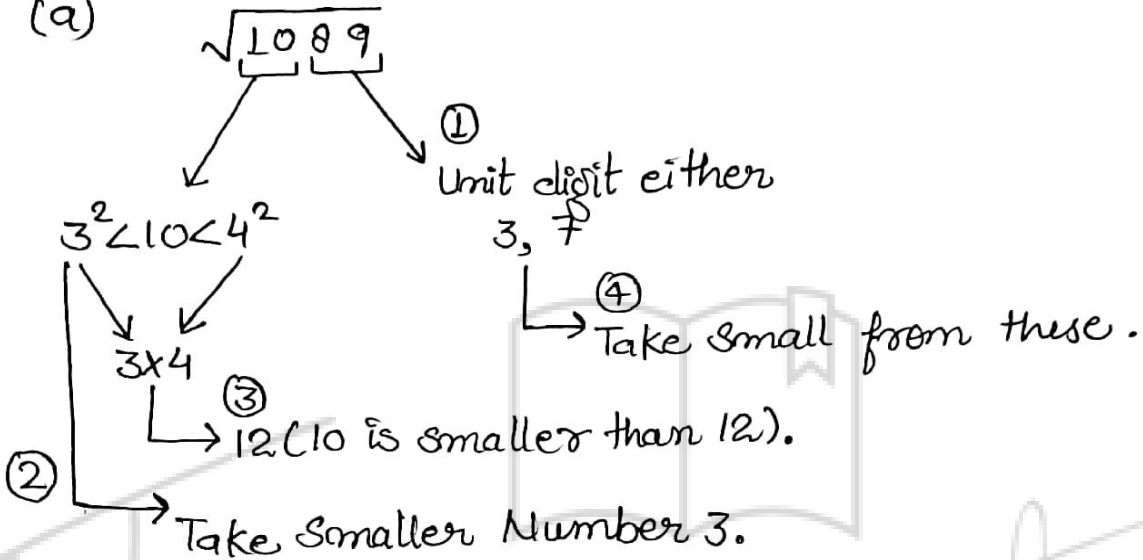 (a)
√1089
①
Unit digit either
3, 7
3²<10<4²
④
Take small from these.
3×4
③
12 (10 is smaller than 12).
②
Take Smaller Number 3.